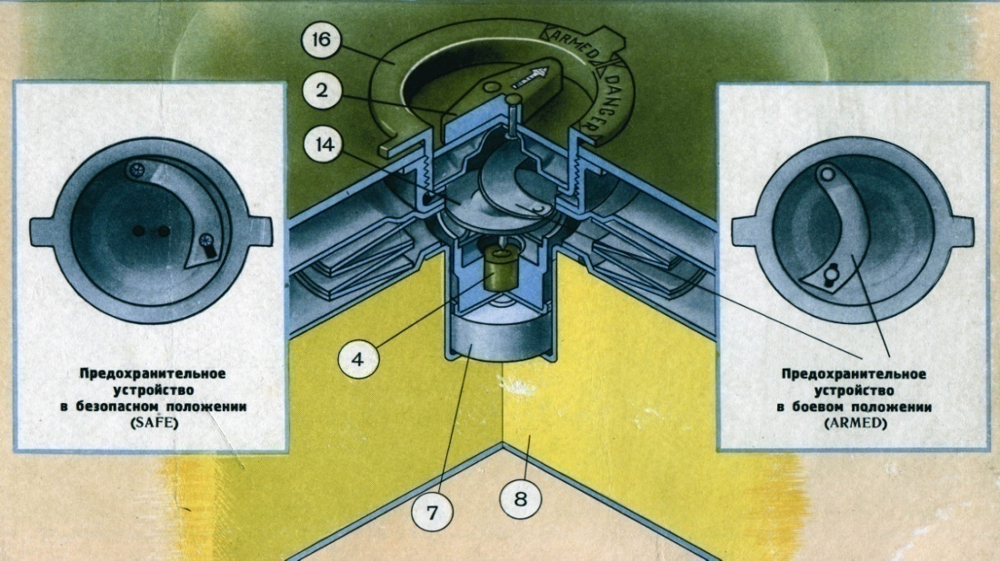 16
ARMED
2
DANGER
14
4
Предохранительное
устройство
в безопасном положении
(SAFE)
Предохранительное
устройство
в боевом положении
(ARMED)
7
8